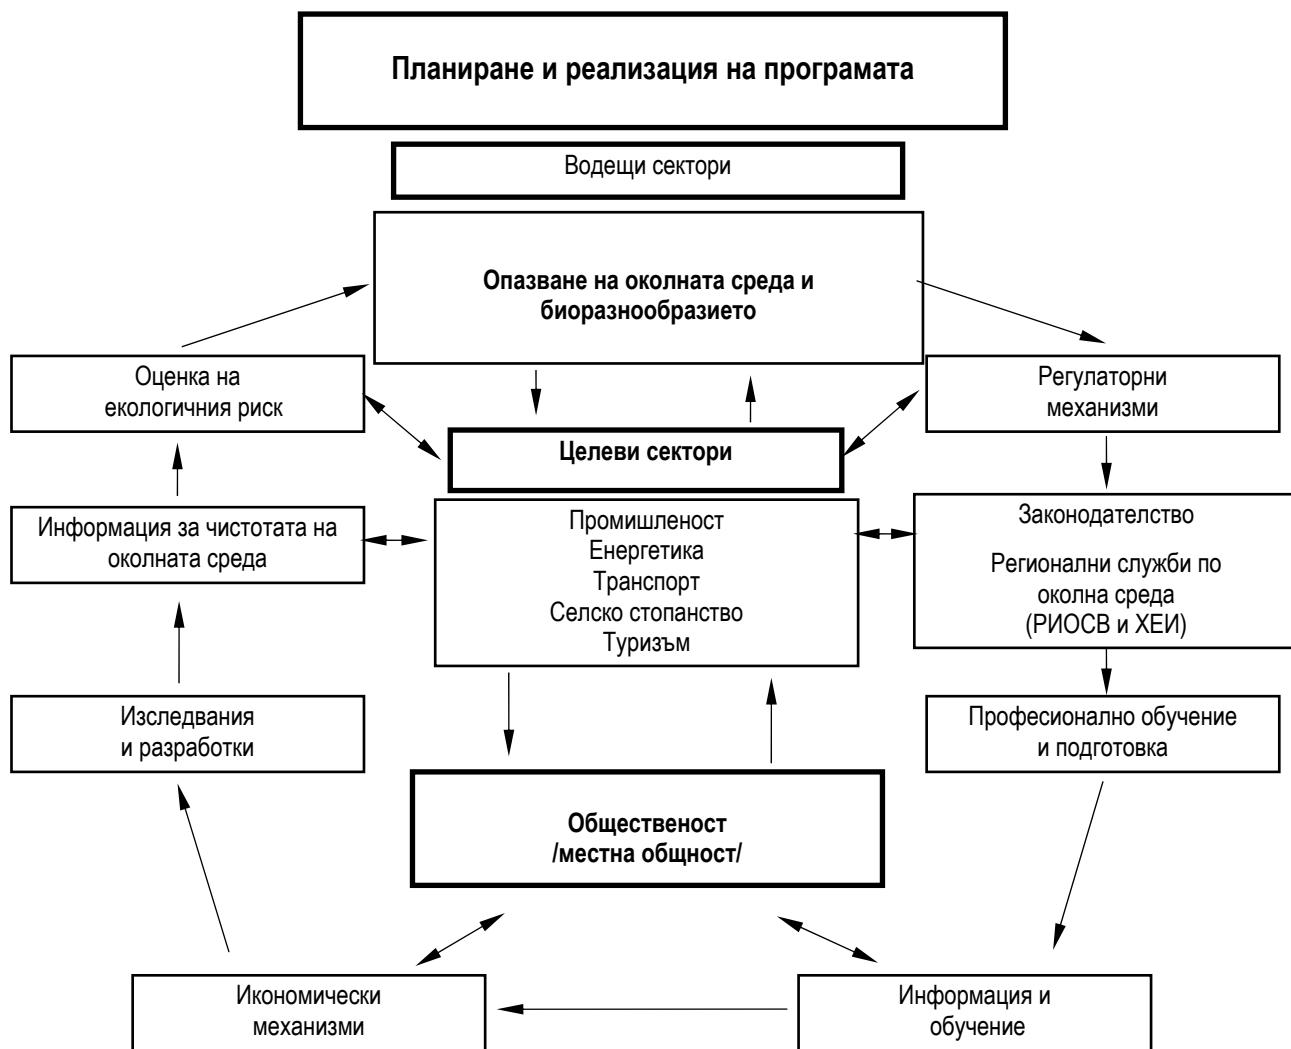 Планиране и реализация на програмата
Водещи сектори
Опазване на околната среда и
биоразнообразието
Оценка на
екологичния риск
Регулаторни
механизми
Целеви сектори
Информация за чистотата на
околната среда
Промишленост
Енергетика
Транспорт
Селско стопанство
Туризъм
Законодателство
Регионални служби по
околна среда
(РИОСВ и ХЕИ)
Изследвания
и разработки
Професионално обучение
и подготовка
Общественост
/местна общност/
Икономически
механизми
Информация и
обучение